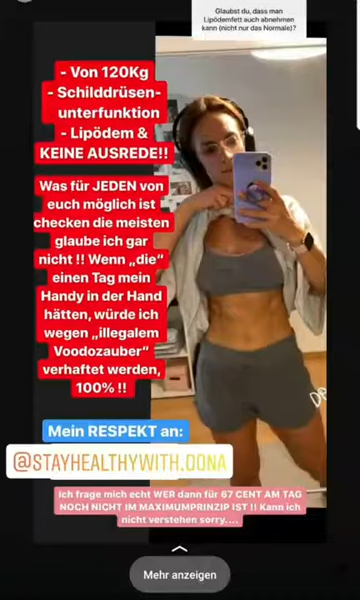 Glaubst du, dass man
Lipödemfett auch abnehmen
kann (nicht nur das Normale)?
- Von 120Kg
- Schilddrüsen-
unterfunktion
- Lipödem &
KEINE AUSREDE!!
Was für JEDEN von
euch möglich ist
checken die meisten
glaube ich gar
nicht !! Wenn „die“
einen Tag mein
Handy in der Hand
hätten, würde ich
wegen „illegalem
Voodozauber“
verhaftet werden,
100% !!
Mein RESPEKT an:
@STAYHEALTHYWITH.DONA
ich frage mich echt WER dann für 67 CENT AM TAG
NOCH NICHT IM MAXIMUMPRINZIP IST !! Kann ich
nicht verstehen sorry....
Mehr anzeigen